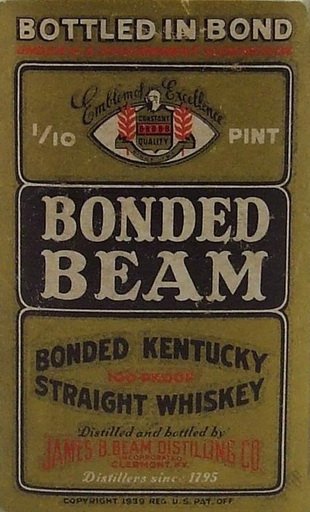 BOTTLED IN BOND
Emblem of Excellence
1/10
CONSTANT
QUALITY
PINT
BONDED
BEAM
BONDED KENTUCKY
100 PROOF
STRAIGHT WHISKEY
Distilled and bottled by
JAMES B. BEAM DISTILLING CO.
INCORPORATED
CLERMONT, KY.
Distillers since 1795
COPYRIGHT 1939 REG. U.S. PAT. OFF.